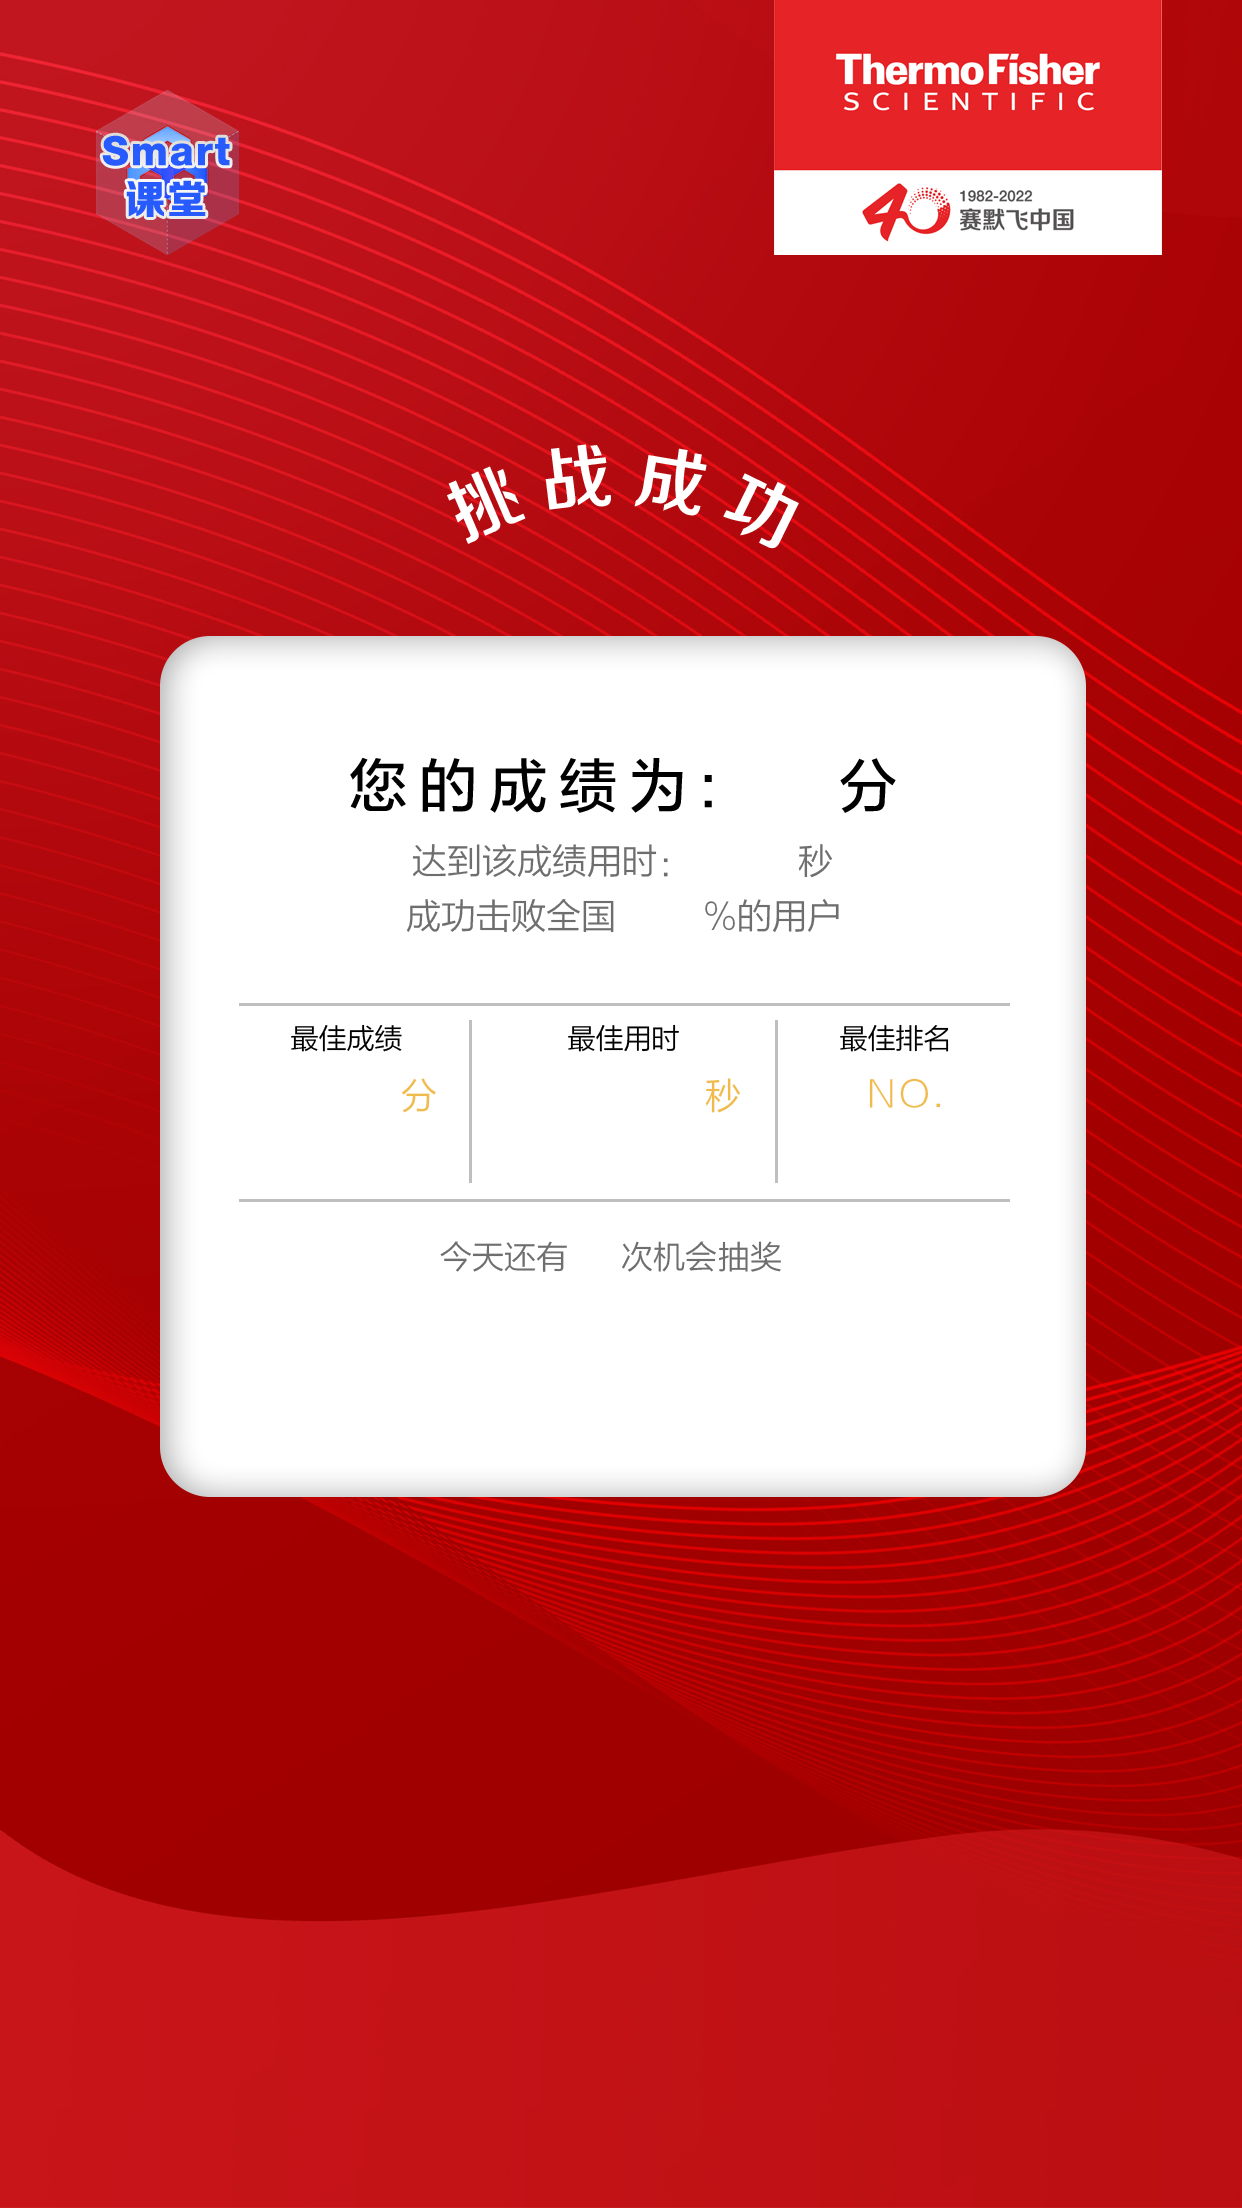 Smart
课堂
ThermoFisher
SCIENTIFIC
40
1982-2022
赛默飞中国
挑战成功
您的成绩为： 分
达到该成绩用时： 秒
成功击败全国 %的用户
最佳成绩 最佳用时 最佳排名
分 秒 NO.
今天还有 次机会抽奖